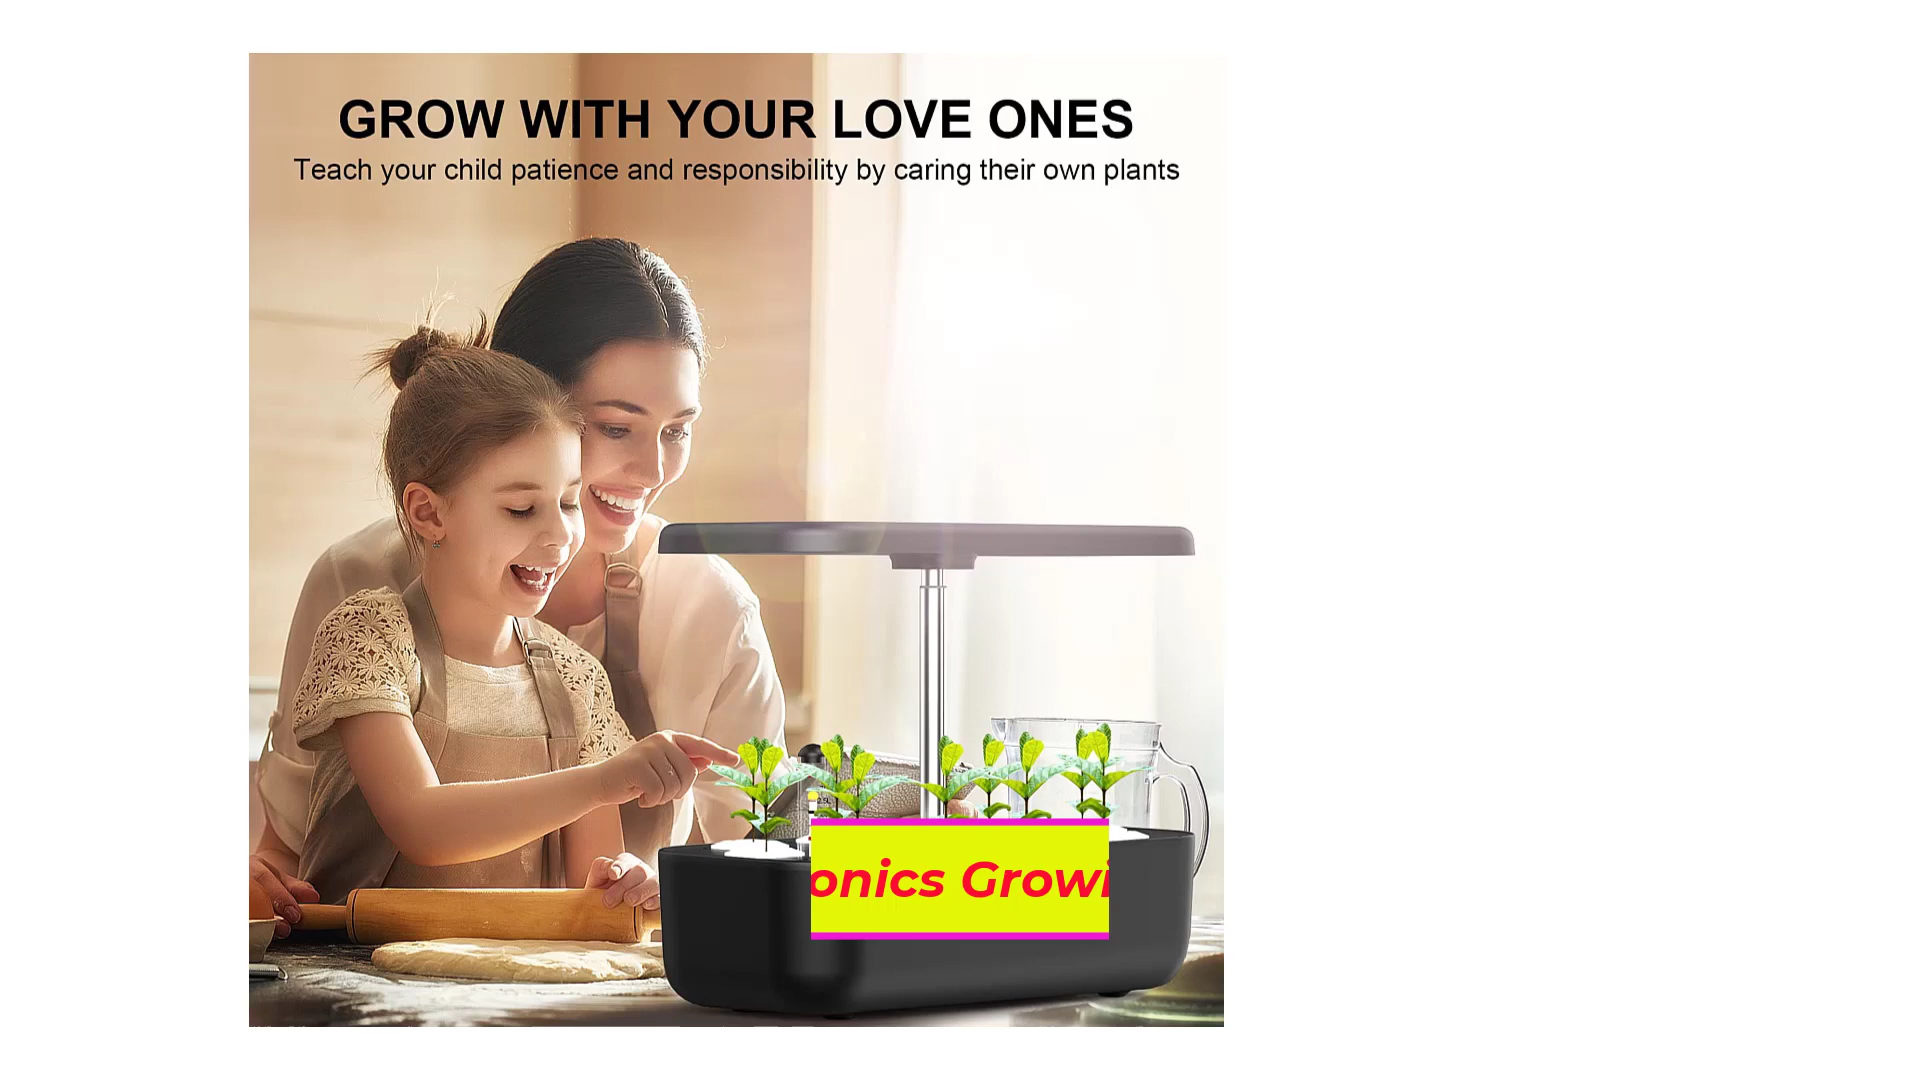 GROW WITH YOUR LOVE ONES
Teach your child patience and responsibility by caring their own plants
onics Growi